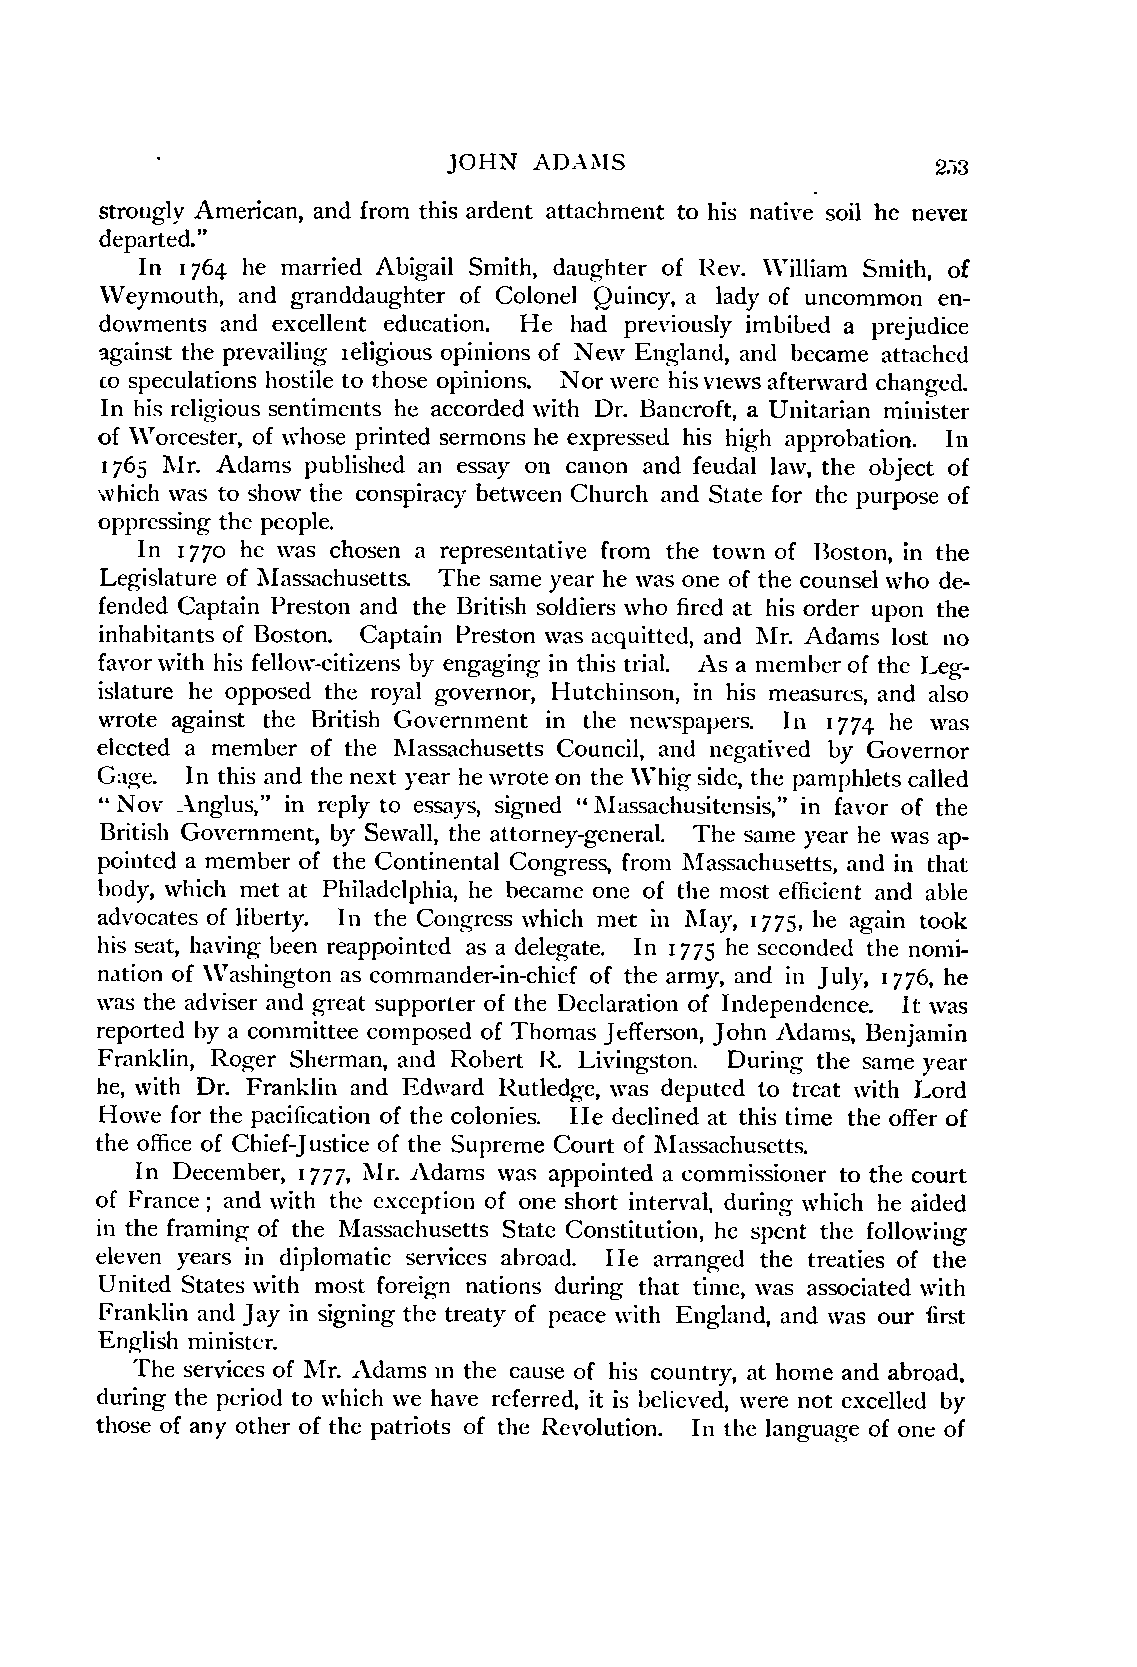 JOHN ADAMS 253
strongly American, and from this ardent attachment to his native soil he never
departed."
In 1764 he married Abigail Smith, daughter of Rev. William Smith, of
Weymouth, and granddaughter of Colonel Quincy, a lady of uncommon en-
dowments and excellent education. He had previously imbibed a prejudice
against the prevailing religious opinions of New England, and became attached
to speculations hostile to those opinions. Nor were his views afterward changed.
In his religious sentiments he accorded with Dr. Bancroft, a Unitarian minister
of Worcester, of whose printed sermons he expressed his high approbation. In
1765 Mr. Adams published an essay on canon and feudal law, the object of
which was to show the conspiracy between Church and State for the purpose of
oppressing the people.
In 1770 he was chosen a representative from the town of Boston, in the
Legislature of Massachusetts. The same year he was one of the counsel who de-
fended Captain Preston and the British soldiers who fired at his order upon the
inhabitants of Boston. Captain Preston was acquitted, and Mr. Adams lost no
favor with his fellow-citizens by engaging in this trial. As a member of the Leg-
islature he opposed the royal governor, Hutchinson, in his measures, and also
wrote against the British Government in the newspapers. In 1774 he was
elected a member of the Massachusetts Council, and negatived by Governor
Gage. In this and the next year he wrote on the Whig side, the pamphlets called
" Nov Anglus," in reply to essays, signed " Massachusitensis," in favor of the
British Government, by Sewall, the attorney-general. The same year he was ap-
pointed a member of the Continental Congress, from Massachusetts, and in that
body, which met at Philadelphia, he became one of the most efficient and able
advocates of liberty. In the Congress which met in May, 1775, he again took
his seat, having been reappointed as a delegate. In 1775 he seconded the nomi-
nation of Washington as commander-in-chief of the army, and in July, 1776, he
was the adviser and great supporter of the Declaration of Independence. It was
reported by a committee composed of Thomas Jefferson, John Adams, Benjamin
Franklin, Roger Sherman, and Robert R. Livingston. During the same year
he, with Dr. Franklin and Edward Rutledge, was deputed to treat with Lord
Howe for the pacification of the colonies. He declined at this time the offer of
the office of Chief-Justice of the Supreme Court of Massachusetts.
In December, 1777, Mr. Adams was appointed a commissioner to the court
of France ; and with the exception of one short interval, during which he aided
in the framing of the Massachusetts State Constitution, he spent the following
eleven years in diplomatic services abroad. He arranged the treaties of the
United States with most foreign nations during that time, was associated with
Franklin and Jay in signing the treaty of peace with England, and was our first
English minister.
The services of Mr. Adams in the cause of his country, at home and abroad,
during the period to which we have referred, it is believed, were not excelled by
those of any other of the patriots of the Revolution. In the language of one of